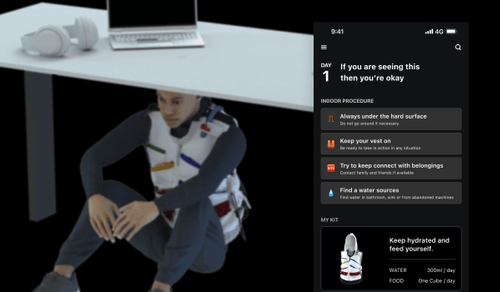 9:41
4G
DAY
1
If you are seeing this
then you're okay
INDOOR PROCEDURE
Always under the hard surface
Do not go around if necessary
Keep your vest on
Be ready to take in action in any situation
Try to keep connect with belongings
Contact family and friends if available
Find a water sources
Find water in bathroom, sink or from abandoned machines
MY KIT
Keep hydrated and
feed yourself.
WATER 300ml / day
FOOD One Cube / day